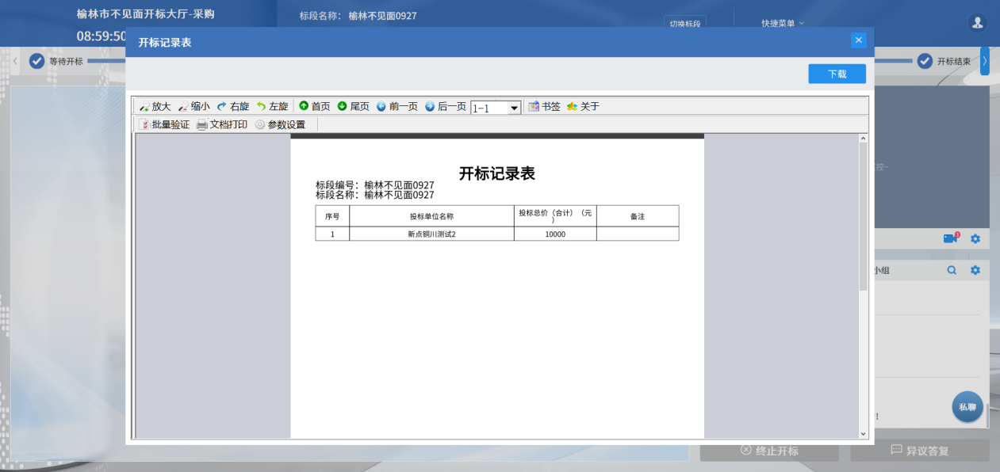 榆林市不见面开标大厅-采购
标段名称： 榆林不见面0927
切换标段
快捷菜单
08:59:50
开标记录表
等待开标
开标结束
下载
放大 缩小 右旋 左旋 首页 尾页 前一页 后一页 1-1 书签 关于
批量验证 文档打印 参数设置
开标记录表
标段编号：榆林不见面0927
标段名称：榆林不见面0927
序号 投标单位名称 投标总价（合计）（元
） 备注
1 新点铜川测试2 10000
控~
1
小组
私聊
!
终止开标 异议答复